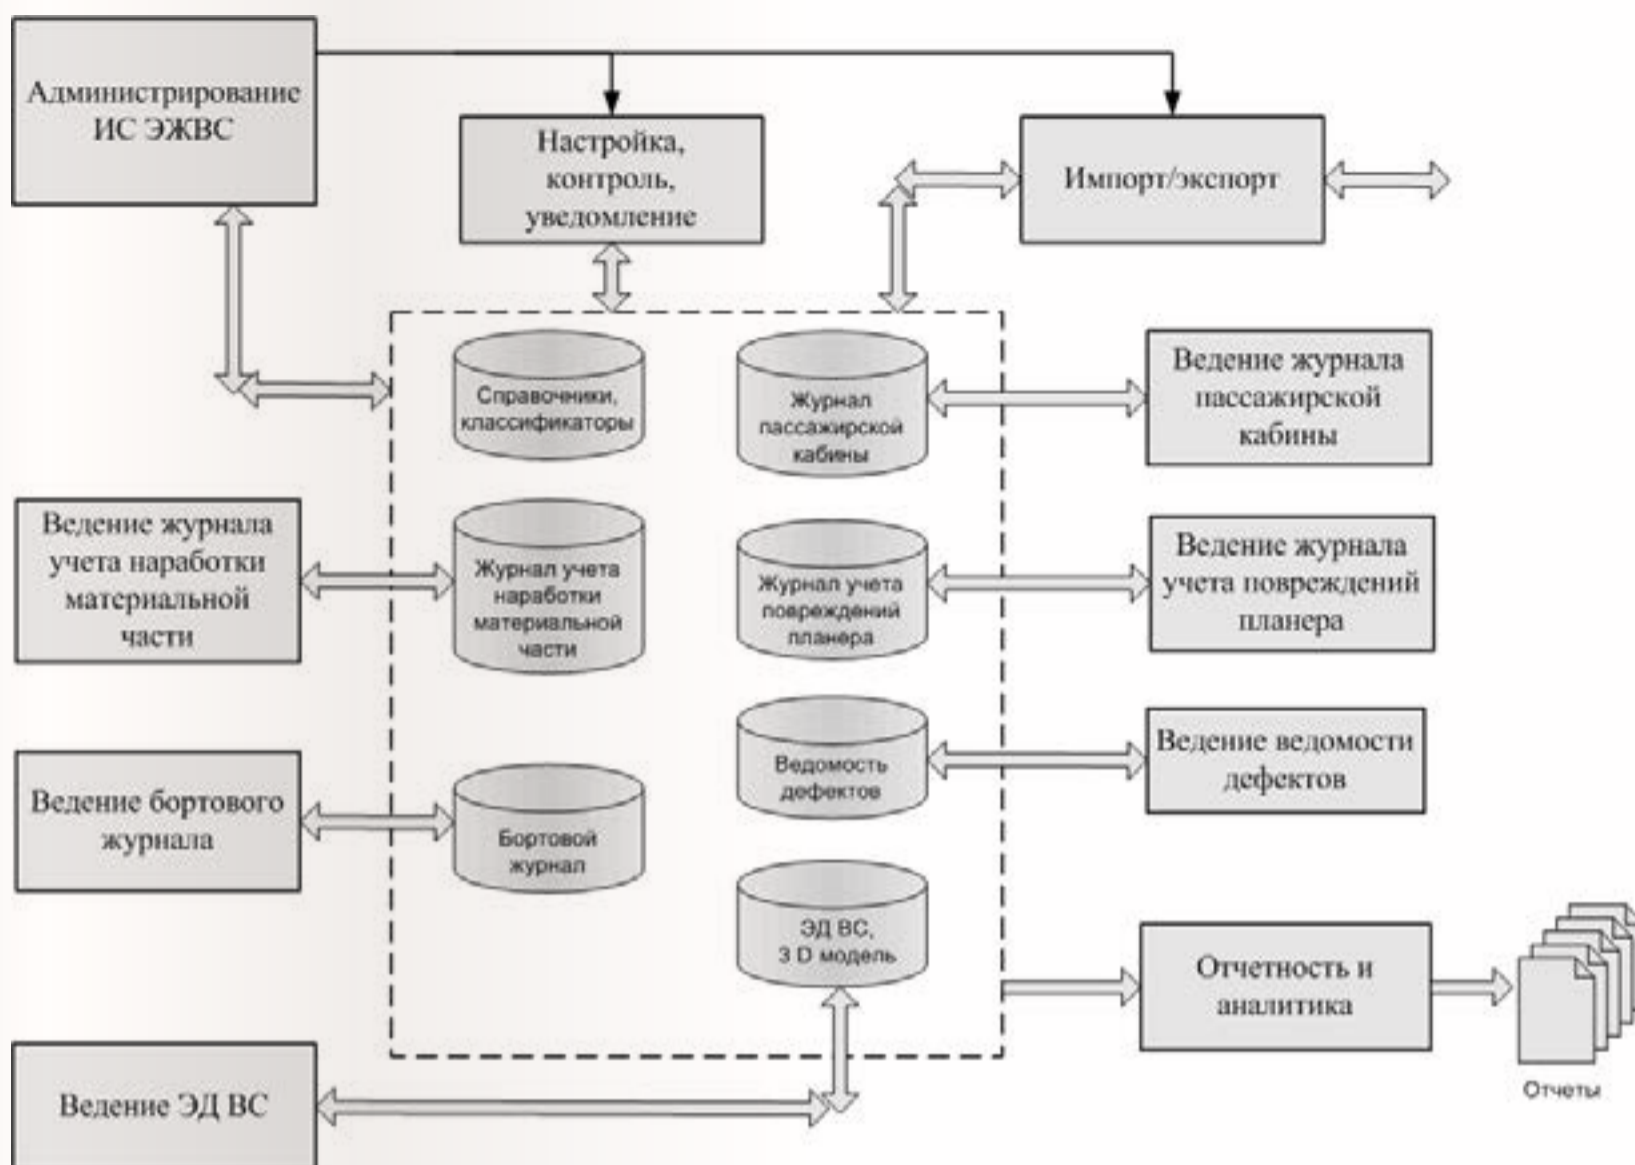 Администрирование
ИС ЭЖВС
Настройка,
контроль,
уведомление
Импорт/экспорт
Справочники,
классификаторы
Журнал
пассажирской
кабины
Ведение журнала
пассажирской
кабины
Ведение журнала
учета наработки
материальной
части
Журнал учета
наработки
материальной
части
Журнал учета
повреждений
планера
Ведение журнала
учета повреждений
планера
Ведомость
дефектов
Ведение ведомости
дефектов
Ведение бортового
журнала
Бортовой
журнал
ЭД ВС,
3 D модель
Отчетность и
аналитика
Отчеты
Ведение ЭД ВС